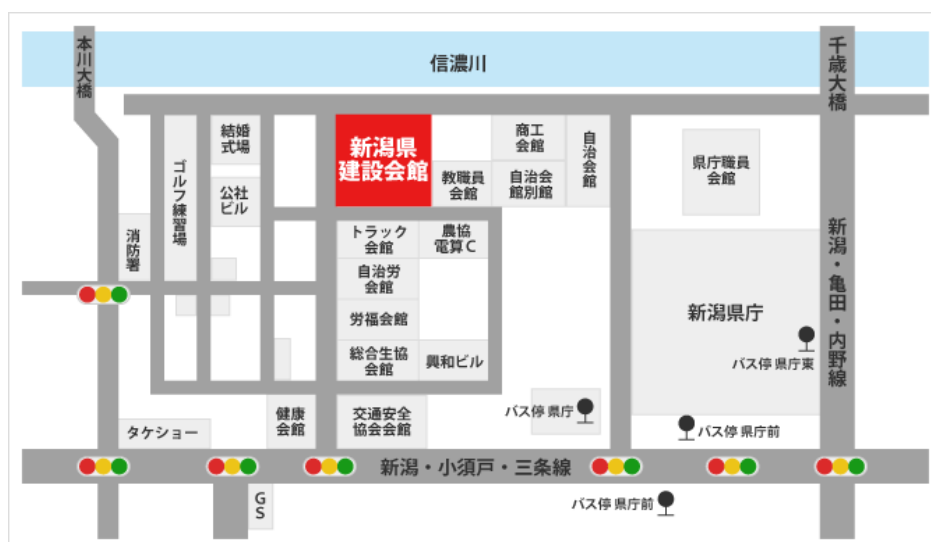 本川大橋
信濃川
千歳大橋
結婚
式場
新潟県
建設会館
商工
会館
自治会館
県庁職員
会館
ゴルフ練習場
公社
ビル
教職員
会館
自治会
館別館
消防署
トラック
会館
農協
電算C
新潟・亀田・内野線
自治労
会館
労福会館
新潟県庁
総合生協
会館
興和ビル
バス停 県庁東
健康
会館
交通安全
協会会館
バス停 県庁
タケショー
バス停 県庁前
新潟・小須戸・三条線
GS
バス停 県庁前